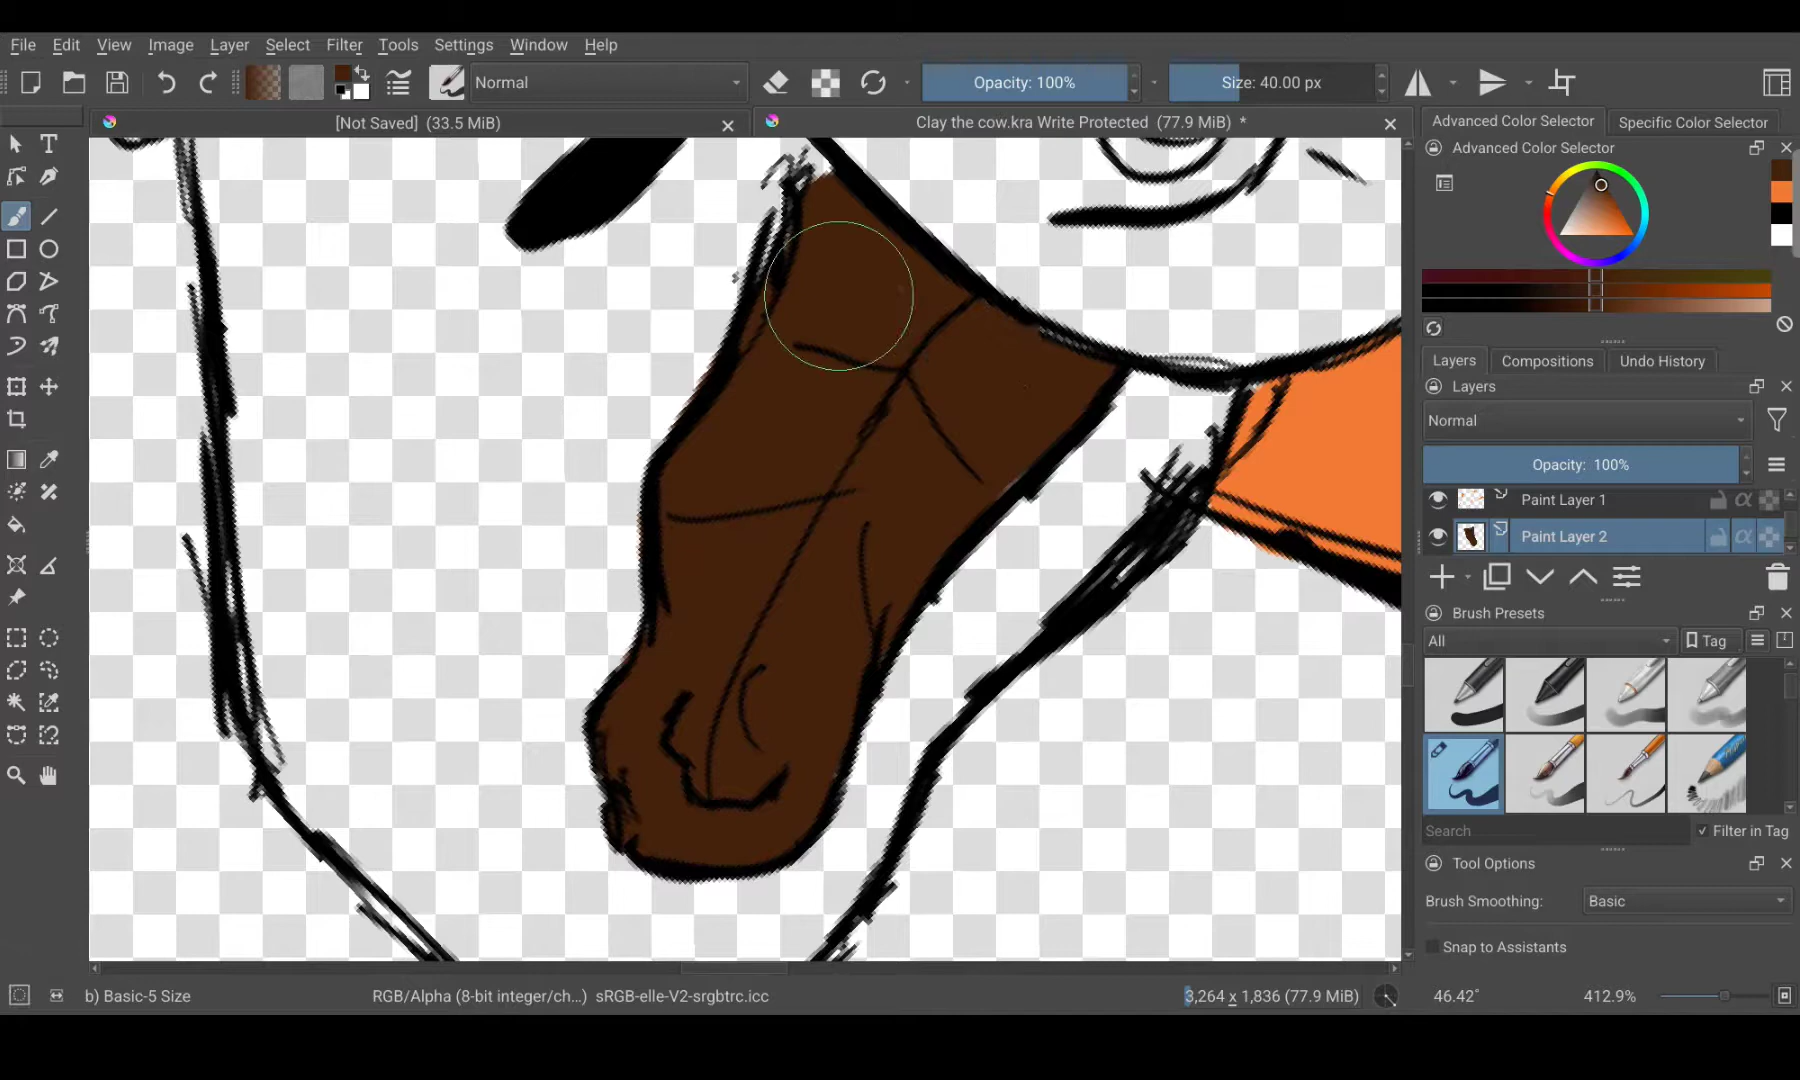 File Edit View Image Layer Select Filter Tools Settings Window Help
Normal
Opacity: 100%
Size: 40.00 px
[Not Saved] (33.5 MiB)
Clay the cow.kra Write Protected (77.9 MiB) *
Advanced Color Selector
Specific Color Selector
Advanced Color Selector
Layers
Compositions
Undo History
Layers
Normal
Opacity: 100%
Paint Layer 1
Paint Layer 2
Brush Presets
All
Tag
Search
Filter in Tag
Tool Options
Brush Smoothing:
Basic
Snap to Assistants
b) Basic-5 Size
RGB/Alpha (8-bit integer/ch...) sRGB-elle-V2-srgbtrc.icc
3,264 x 1,836 (77.9 MiB)
46.42°
412.9%